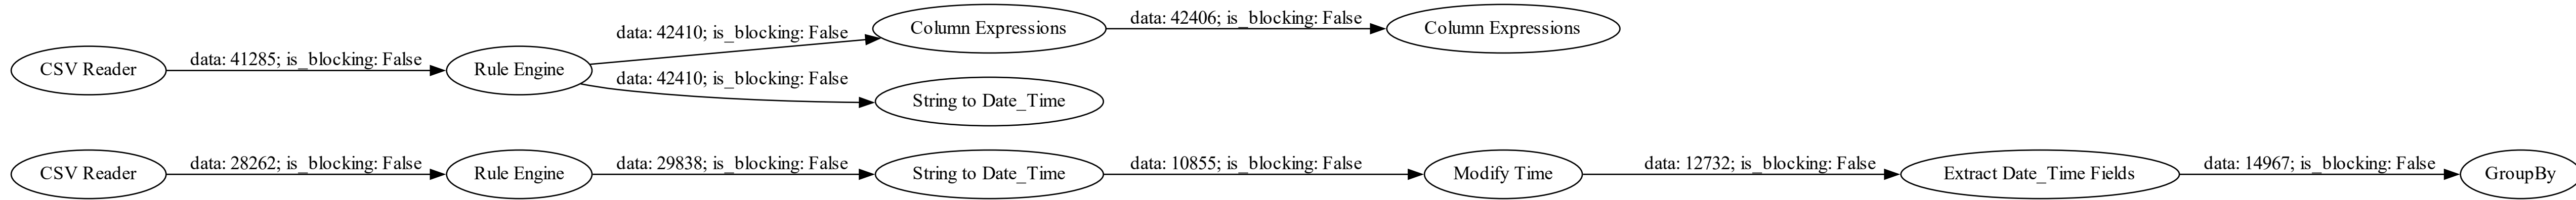 CSV Reader
data: 41285; is_blocking: False
Rule Engine
data: 42410; is_blocking: False
Column Expressions
data: 42406; is_blocking: False
Column Expressions
data: 42410; is_blocking: False
String to Date_Time
CSV Reader
data: 28262; is_blocking: False
Rule Engine
data: 29838; is_blocking: False
String to Date_Time
data: 10855; is_blocking: False
Modify Time
data: 12732; is_blocking: False
Extract Date_Time Fields
data: 14967; is_blocking: False
GroupBy